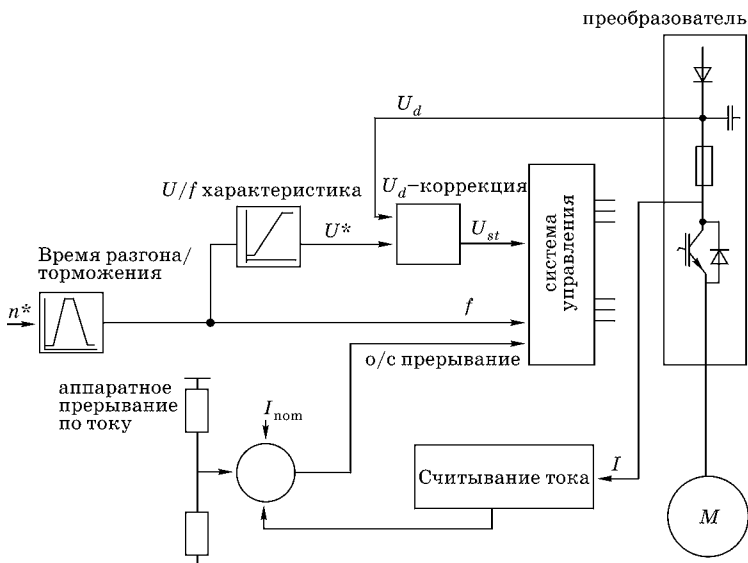 преобразователь
U_d
U_d–коррекция
U/f характеристика
U*
U_st
система
управления
Время разгона/
торможения
n*
f
о/с прерывание
аппаратное
прерывание
по току
I_nom
Считывание тока
I
M